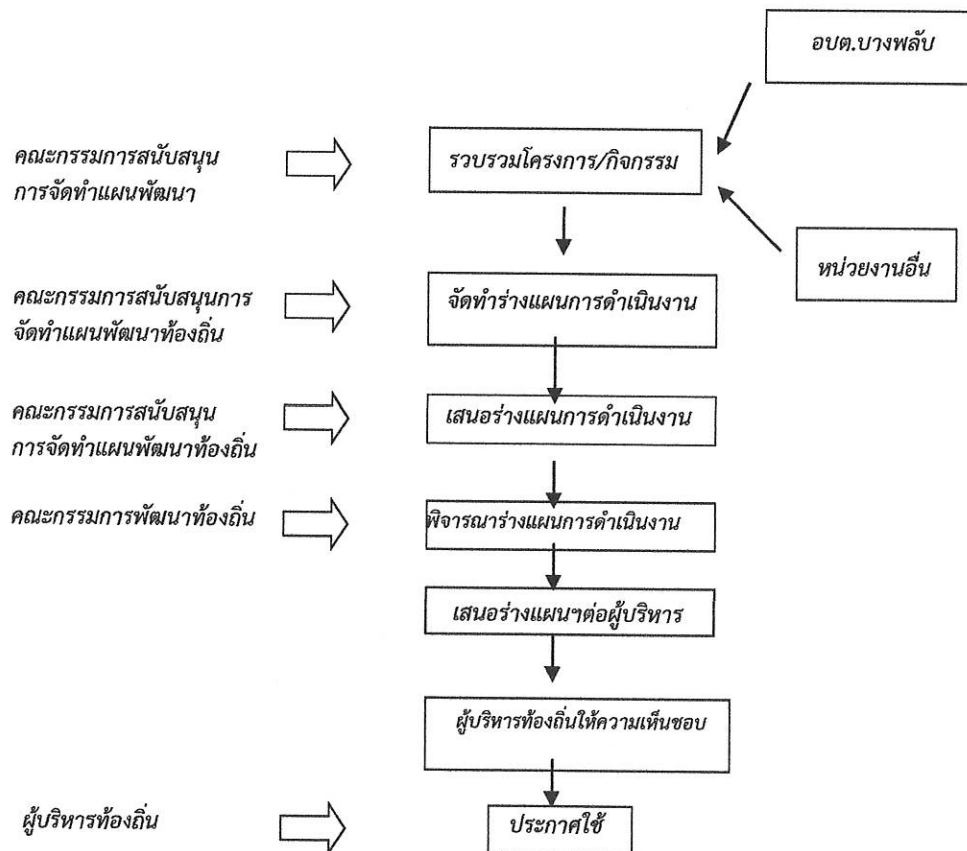 อบต.บางพลับ
คณะกรรมการสนับสนุน
การจัดทำแผนพัฒนา
รวบรวมโครงการ/กิจกรรม
หน่วยงานอื่น
คณะกรรมการสนับสนุนการ
จัดทำแผนพัฒนาท้องถิ่น
จัดทำร่างแผนการดำเนินงาน
คณะกรรมการสนับสนุน
การจัดทำแผนพัฒนาท้องถิ่น
เสนอร่างแผนการดำเนินงาน
คณะกรรมการพัฒนาท้องถิ่น
พิจารณาร่างแผนการดำเนินงาน
เสนอร่างแผนฯต่อผู้บริหาร
ผู้บริหารท้องถิ่นให้ความเห็นชอบ
ผู้บริหารท้องถิ่น
ประกาศใช้